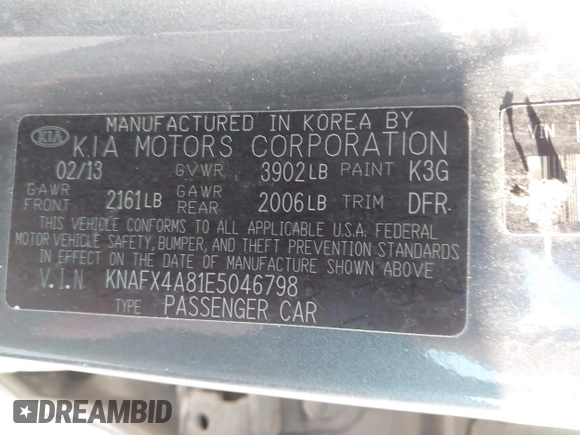 MANUFACTURED IN KOREA BY
KIA KIA MOTORS CORPORATION
02/13 GVWR 3902LB PAINT K3G
G-AWR FRONT 2161LB GAWR REAR 2006LB TRIM DFR.
THIS VEHICLE CONFORMS TO ALL APPLICABLE U.S.A. FEDERAL
MOTOR VEHICLE SAFETY, BUMPER, AND THEFT PREVENTION STANDARDS
IN EFFECT ON THE DATE OF MANUFACTURE SHOWN ABOVE
V.I.N KNAFX4A81E5046798
TYPE PASSENGER CAR
VIN
DREAMBID